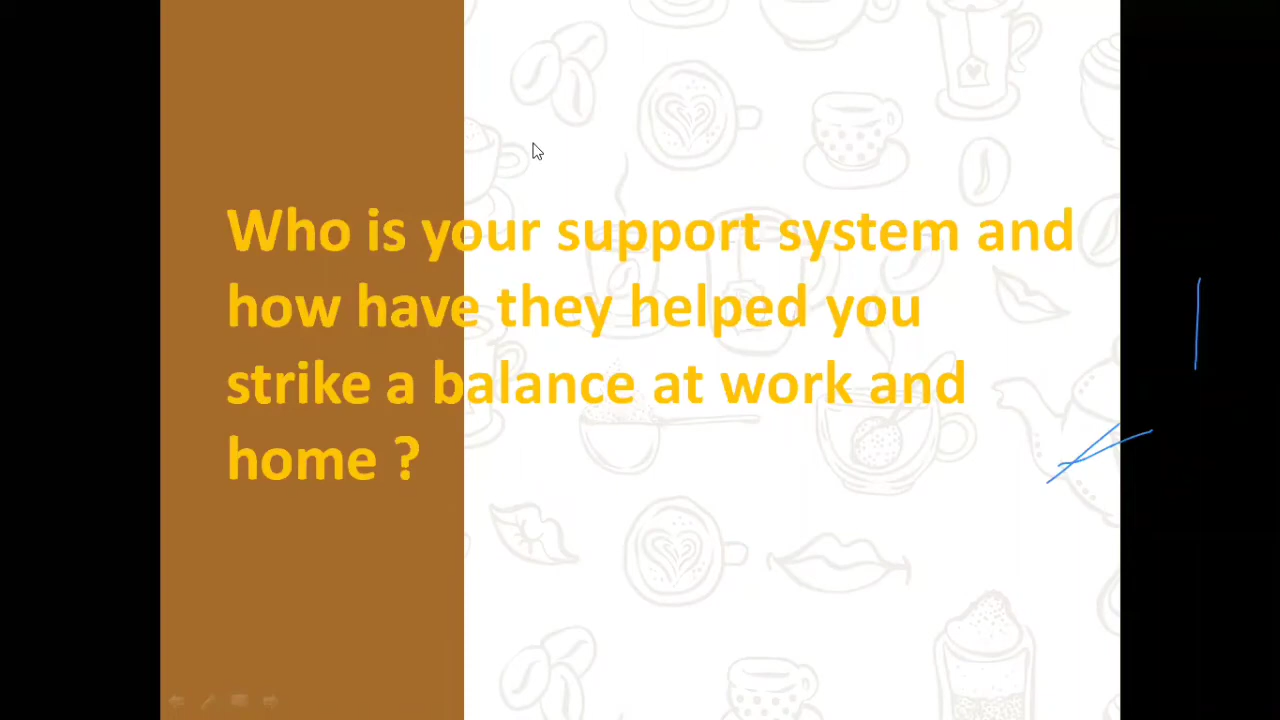 Who is your support system and
how have they helped you
strike a balance at work and
home ?